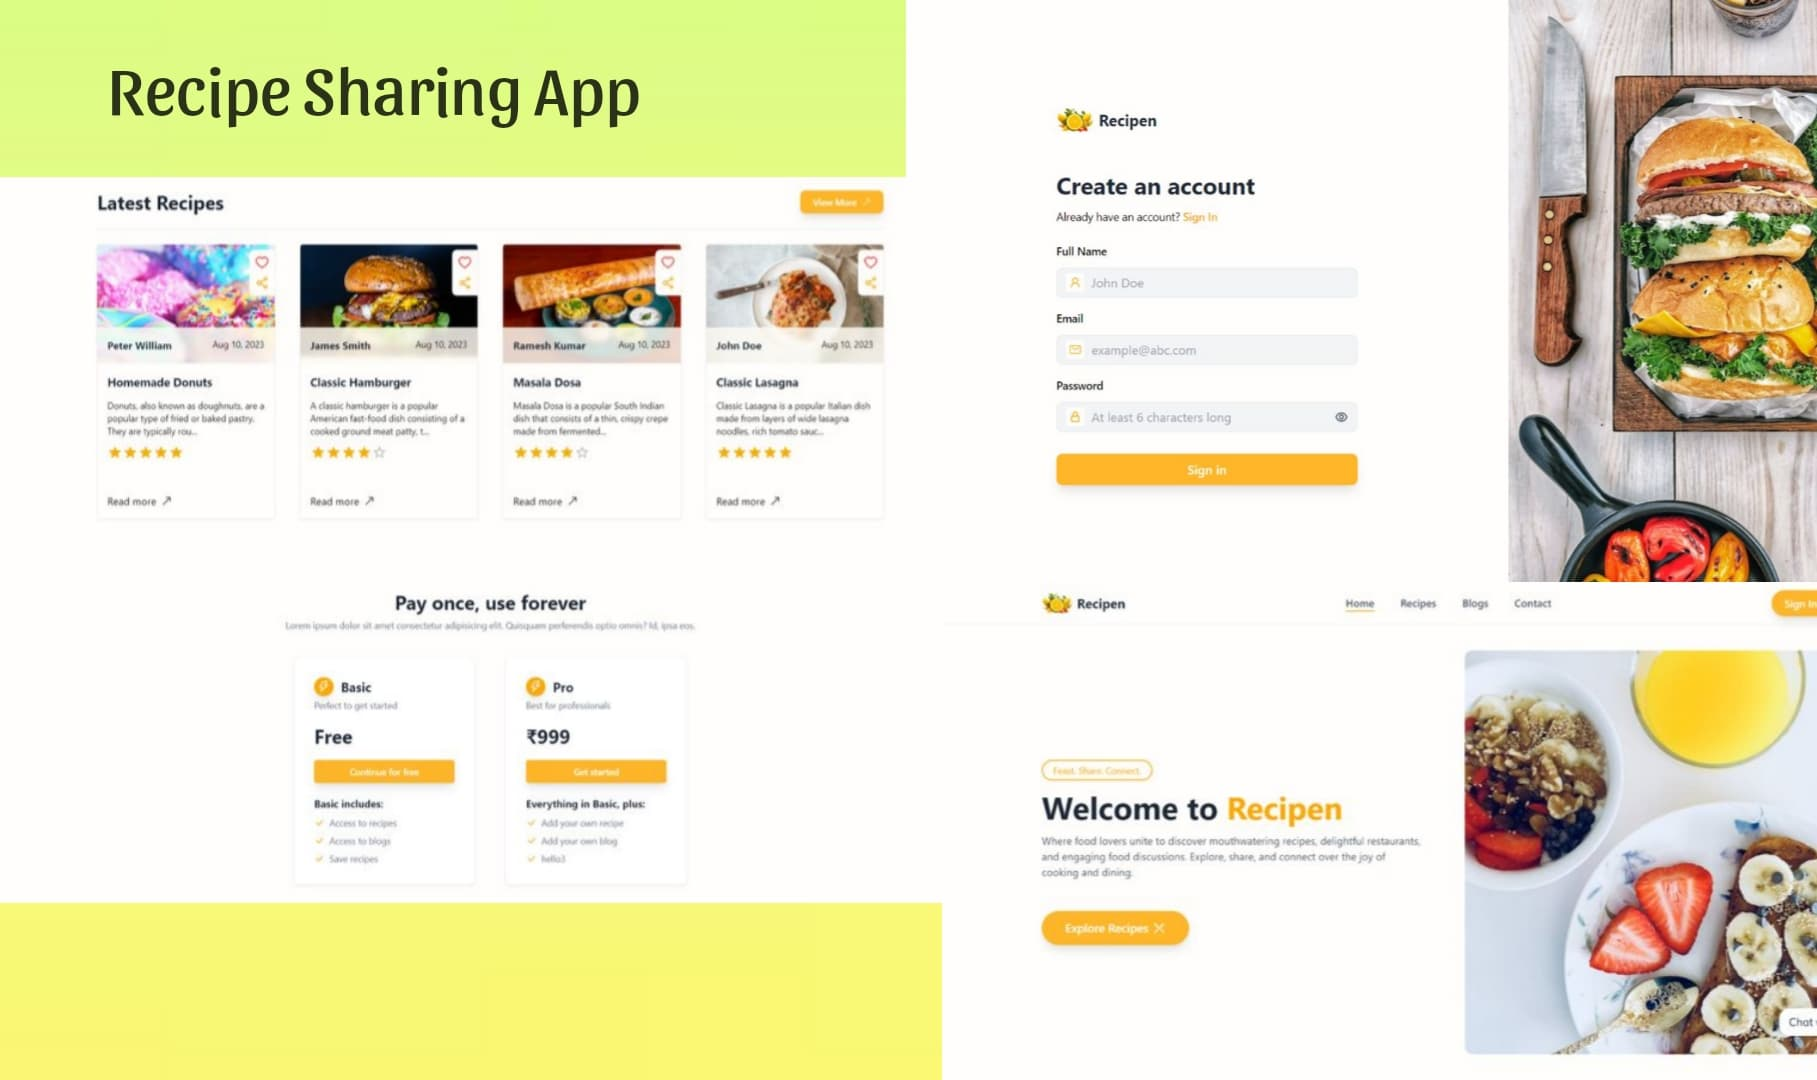 Recipe Sharing App
Latest Recipes
View More
Peter William
Aug 10, 2023
Homemade Donuts
Donuts, also known as doughnuts, are a
popular type of fried or baked pastry.
They are typically rou...
Read more
James Smith
Aug 10, 2023
Classic Hamburger
A classic hamburger is a popular
American fast-food dish consisting of a
cooked ground meat patty, t...
Read more
Ramesh Kumar
Aug 10, 2023
Masala Dosa
Masala Dosa is a popular South Indian
dish that consists of a thin, crispy crepe
made from fermented...
Read more
John Doe
Aug 10, 2023
Classic Lasagna
Classic Lasagna is a popular Italian dish
made from layers of wide lasagna
noodles, rich tomato sauc...
Read more
Pay once, use forever
Lorem ipsum dolor sit amet consectetur adipisicing elit. Quisquam perferendis optio omnis? Id, ipsa eos.
Basic
Perfect to get started
Free
Continue for free
Basic includes:
Access to recipes
Access to blogs
Save recipes
Pro
Best for professionals
₹999
Get started
Everything in Basic, plus:
Add your own recipe
Add your own blog
hello3
Recipen
Create an account
Already have an account? Sign In
Full Name
John Doe
Email
example@abc.com
Password
At least 6 characters long
Sign in
Recipen
Home
Recipes
Blogs
Contact
Sign In
Feast. Share. Connect.
Welcome to Recipen
Where food lovers unite to discover mouthwatering recipes, delightful restaurants,
and engaging food discussions. Explore, share, and connect over the joy of
cooking and dining.
Explore Recipes
Chat